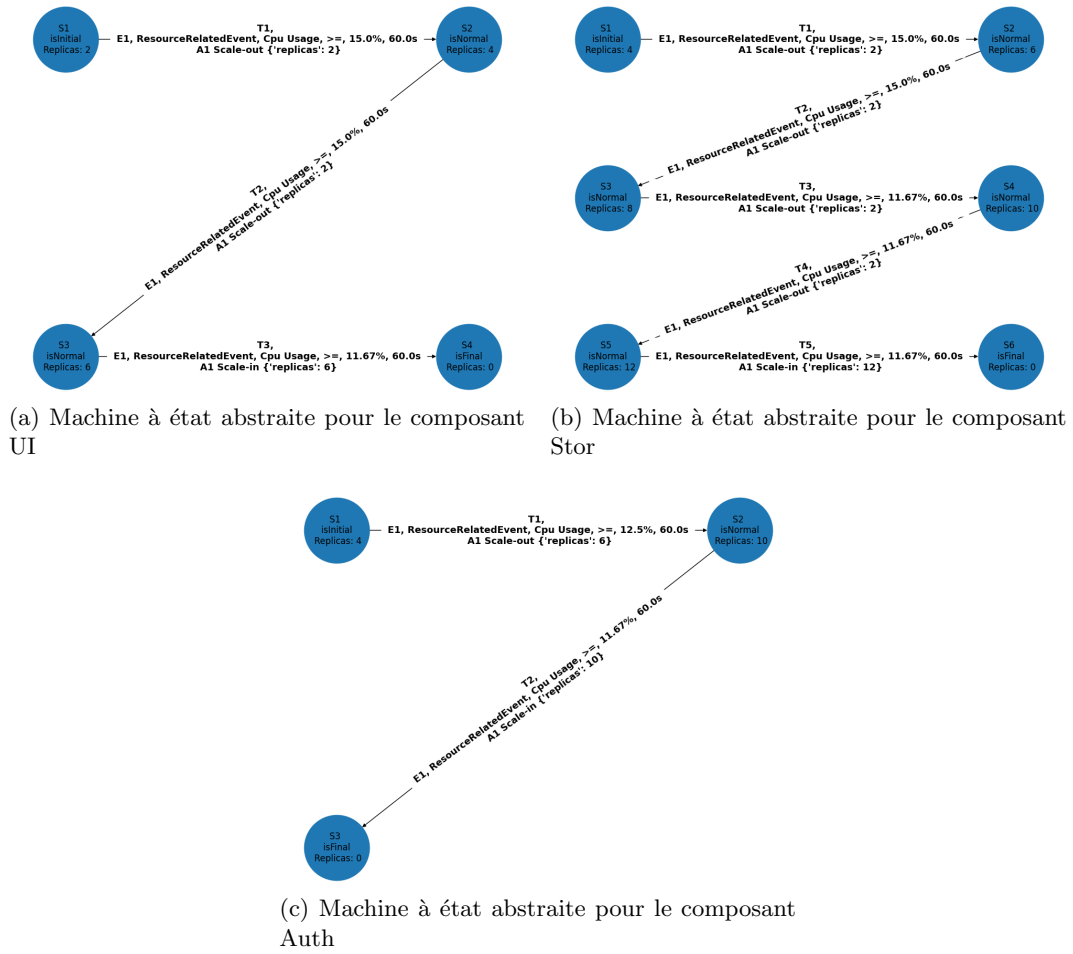 S1
isInitial
Replicas: 2
T1,
E1, ResourceRelatedEvent, Cpu Usage, >=, 15.0%, 60.0s
A1 Scale-out {'replicas': 2}
S2
isNormal
Replicas: 4
T2,
E1, ResourceRelatedEvent, Cpu Usage, >=, 15.0%, 60.0s
A1 Scale-out {'replicas': 2}
S3
isNormal
Replicas: 6
T3,
E1, ResourceRelatedEvent, Cpu Usage, >=, 11.67%, 60.0s
A1 Scale-in {'replicas': 6}
S4
isFinal
Replicas: 0
(a) Machine à état abstraite pour le composant
UI
S1
isInitial
Replicas: 4
T1,
E1, ResourceRelatedEvent, Cpu Usage, >=, 15.0%, 60.0s
A1 Scale-out {'replicas': 2}
S2
isNormal
Replicas: 6
T2,
E1, ResourceRelatedEvent, Cpu Usage, >=, 15.0%, 60.0s
A1 Scale-out {'replicas': 2}
S3
isNormal
Replicas: 8
T3,
E1, ResourceRelatedEvent, Cpu Usage, >=, 11.67%, 60.0s
A1 Scale-out {'replicas': 2}
S4
isNormal
Replicas: 10
T4,
E1, ResourceRelatedEvent, Cpu Usage, >=, 11.67%, 60.0s
A1 Scale-out {'replicas': 2}
S5
isNormal
Replicas: 12
T5,
E1, ResourceRelatedEvent, Cpu Usage, >=, 11.67%, 60.0s
A1 Scale-in {'replicas': 12}
S6
isFinal
Replicas: 0
(b) Machine à état abstraite pour le composant
Stor
S1
isInitial
Replicas: 4
T1,
E1, ResourceRelatedEvent, Cpu Usage, >=, 12.5%, 60.0s
A1 Scale-out {'replicas': 6}
S2
isNormal
Replicas: 10
T2,
E1, ResourceRelatedEvent, Cpu Usage, >=, 11.67%, 60.0s
A1 Scale-in {'replicas': 10}
S3
isFinal
Replicas: 0
(c) Machine à état abstraite pour le composant
Auth